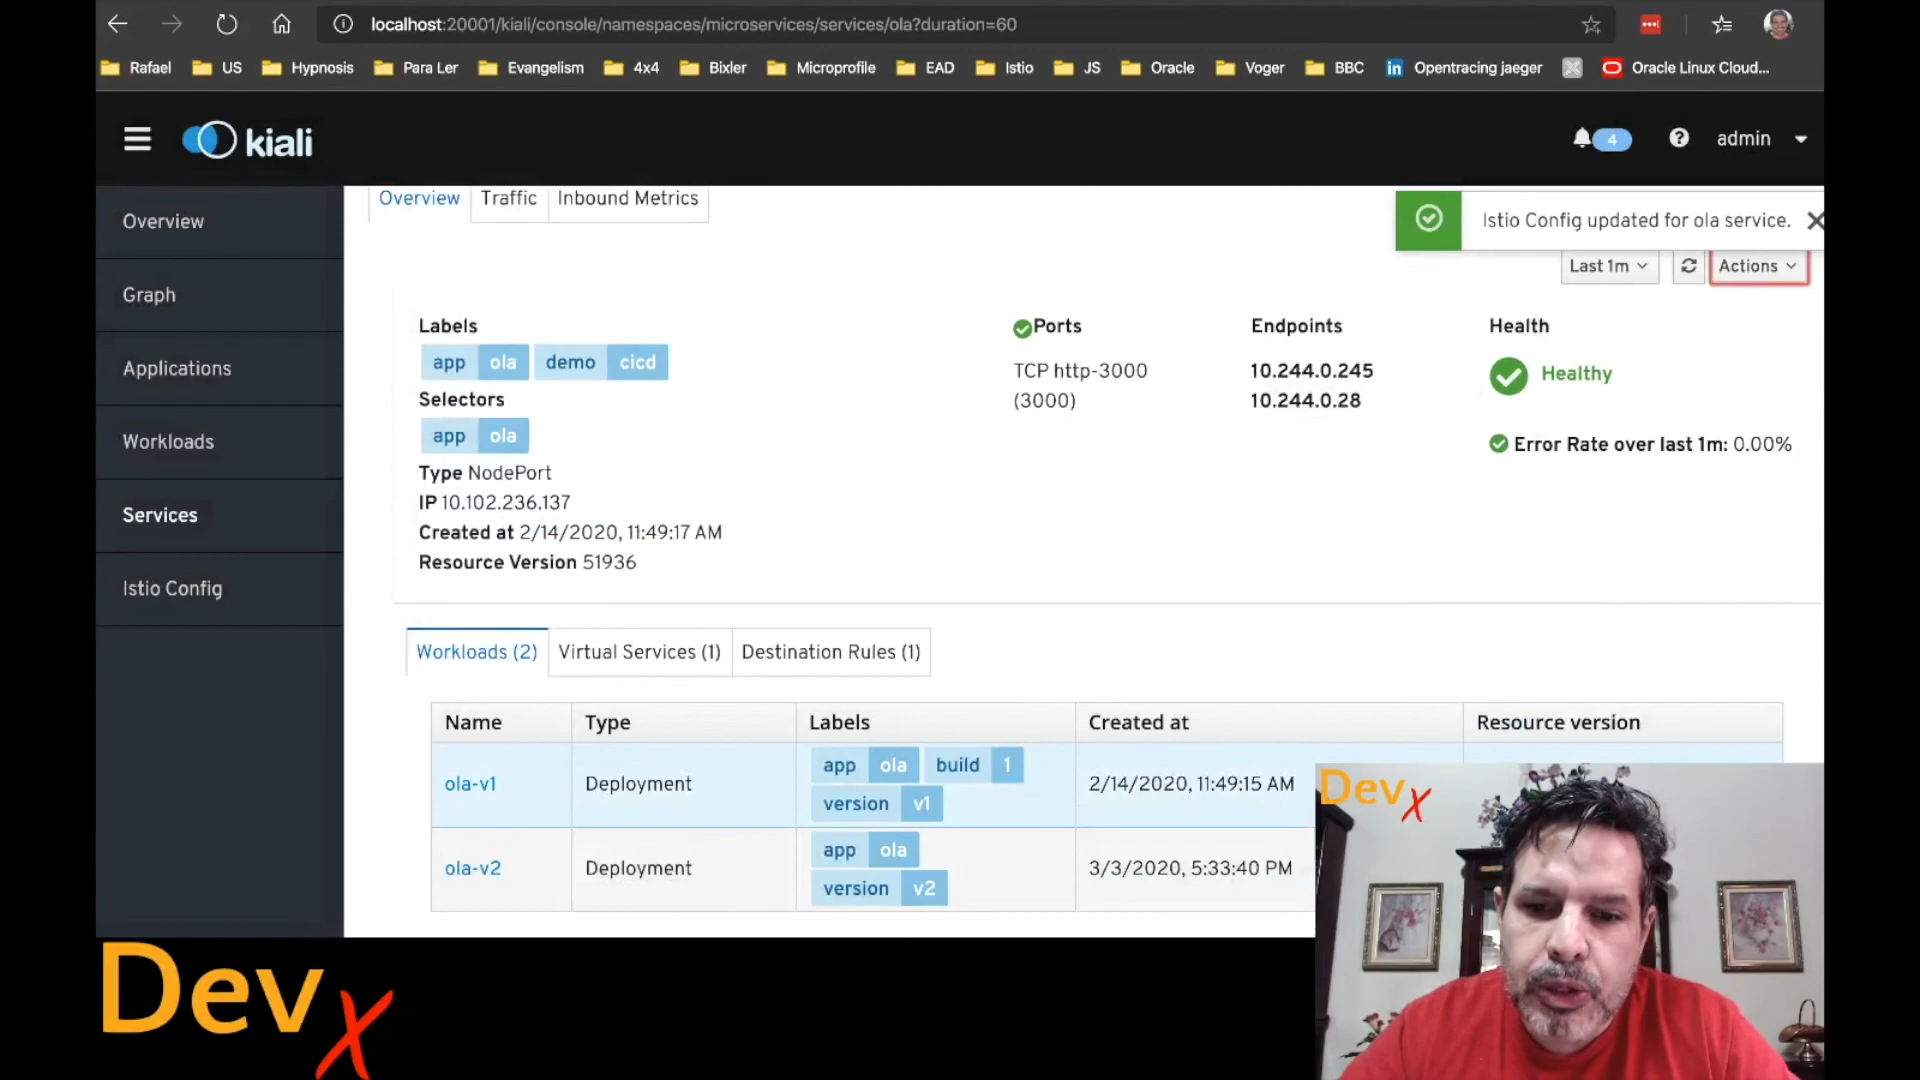 localhost:20001/kiali/console/namespaces/microservices/services/ola?duration=60
Rafael US Hypnosis Para Ler Evangelism 4x4 Bixler Microprofile EAD Istio JS Oracle Voger BBC in Opentracing jaeger Oracle Linux Cloud...
kiali
4
admin
Overview
Graph
Applications
Workloads
Services
Istio Config
Overview Traffic Inbound Metrics
Istio Config updated for ola service.
Last 1m Actions
Labels
app ola demo cicd
Selectors
app ola
Type NodePort
IP 10.102.236.137
Created at 2/14/2020, 11:49:17 AM
Resource Version 51936
Ports
TCP http-3000
(3000)
Endpoints
10.244.0.245
10.244.0.28
Health
Healthy
Error Rate over last 1m: 0.00%
Workloads (2) Virtual Services (1) Destination Rules (1)
Name Type Labels Created at Resource version
ola-v1 Deployment app ola build 1 2/14/2020, 11:49:15 AM
version v1
ola-v2 Deployment app ola 3/3/2020, 5:33:40 PM
version v2
Dev x
Dev x